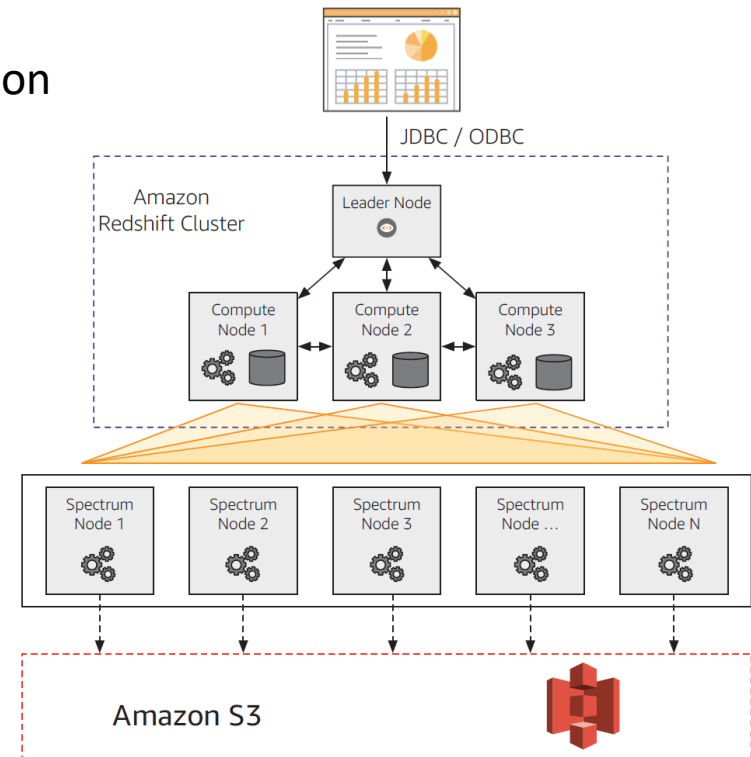 on
JDBC / ODBC
Amazon
Redshift Cluster
Leader Node
Compute
Node 1
Compute
Node 2
Compute
Node 3
Spectrum
Node 1
Spectrum
Node 2
Spectrum
Node 3
Spectrum
Node ...
Spectrum
Node N
Amazon S3